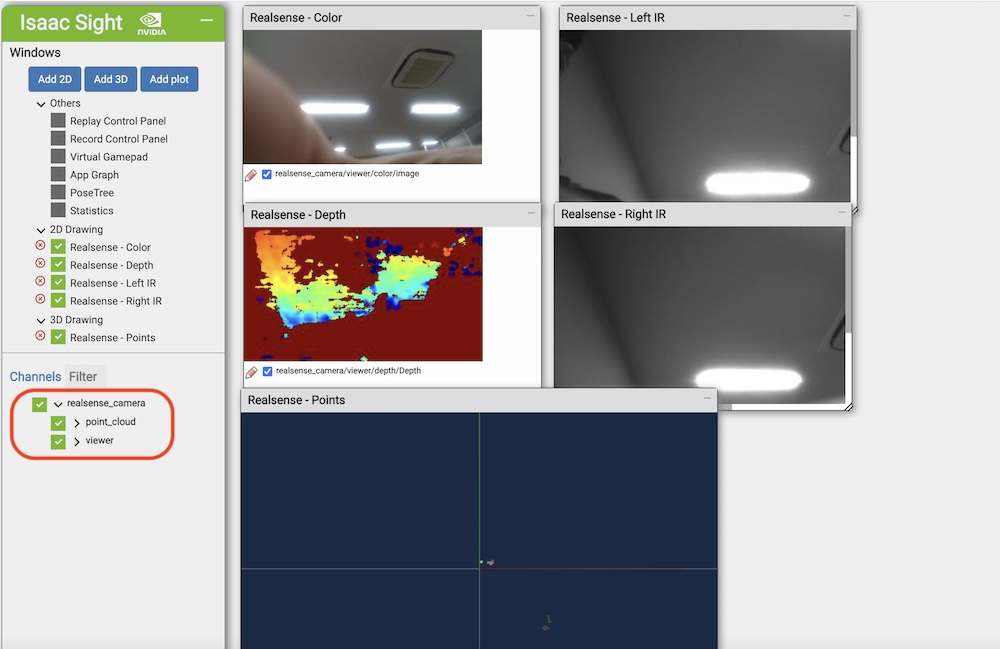 Isaac Sight
NVIDIA
Windows
Add 2D
Add 3D
Add plot
Others
Replay Control Panel
Record Control Panel
Virtual Gamepad
App Graph
PoseTree
Statistics
2D Drawing
Realsense - Color
Realsense - Depth
Realsense - Left IR
Realsense - Right IR
3D Drawing
Realsense - Points
Channels Filter
realsense_camera
point_cloud
viewer
Realsense - Color
realsense_camera/viewer/color/image
Realsense - Left IR
Realsense - Depth
realsense_camera/viewer/depth/Depth
Realsense - Right IR
Realsense - Points